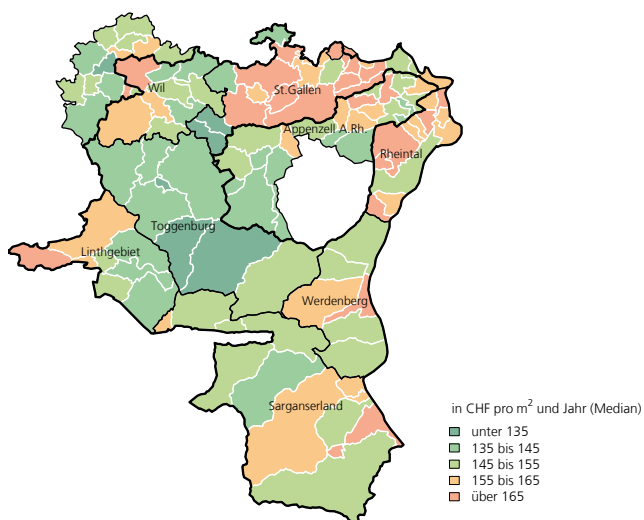 Wil
St.Gallen
Appenzell A.Rh.
Rheintal
Toggenburg
Linthgebiet
Werdenberg
Sarganserland
in CHF pro m² und Jahr (Median)
unter 135
135 bis 145
145 bis 155
155 bis 165
über 165